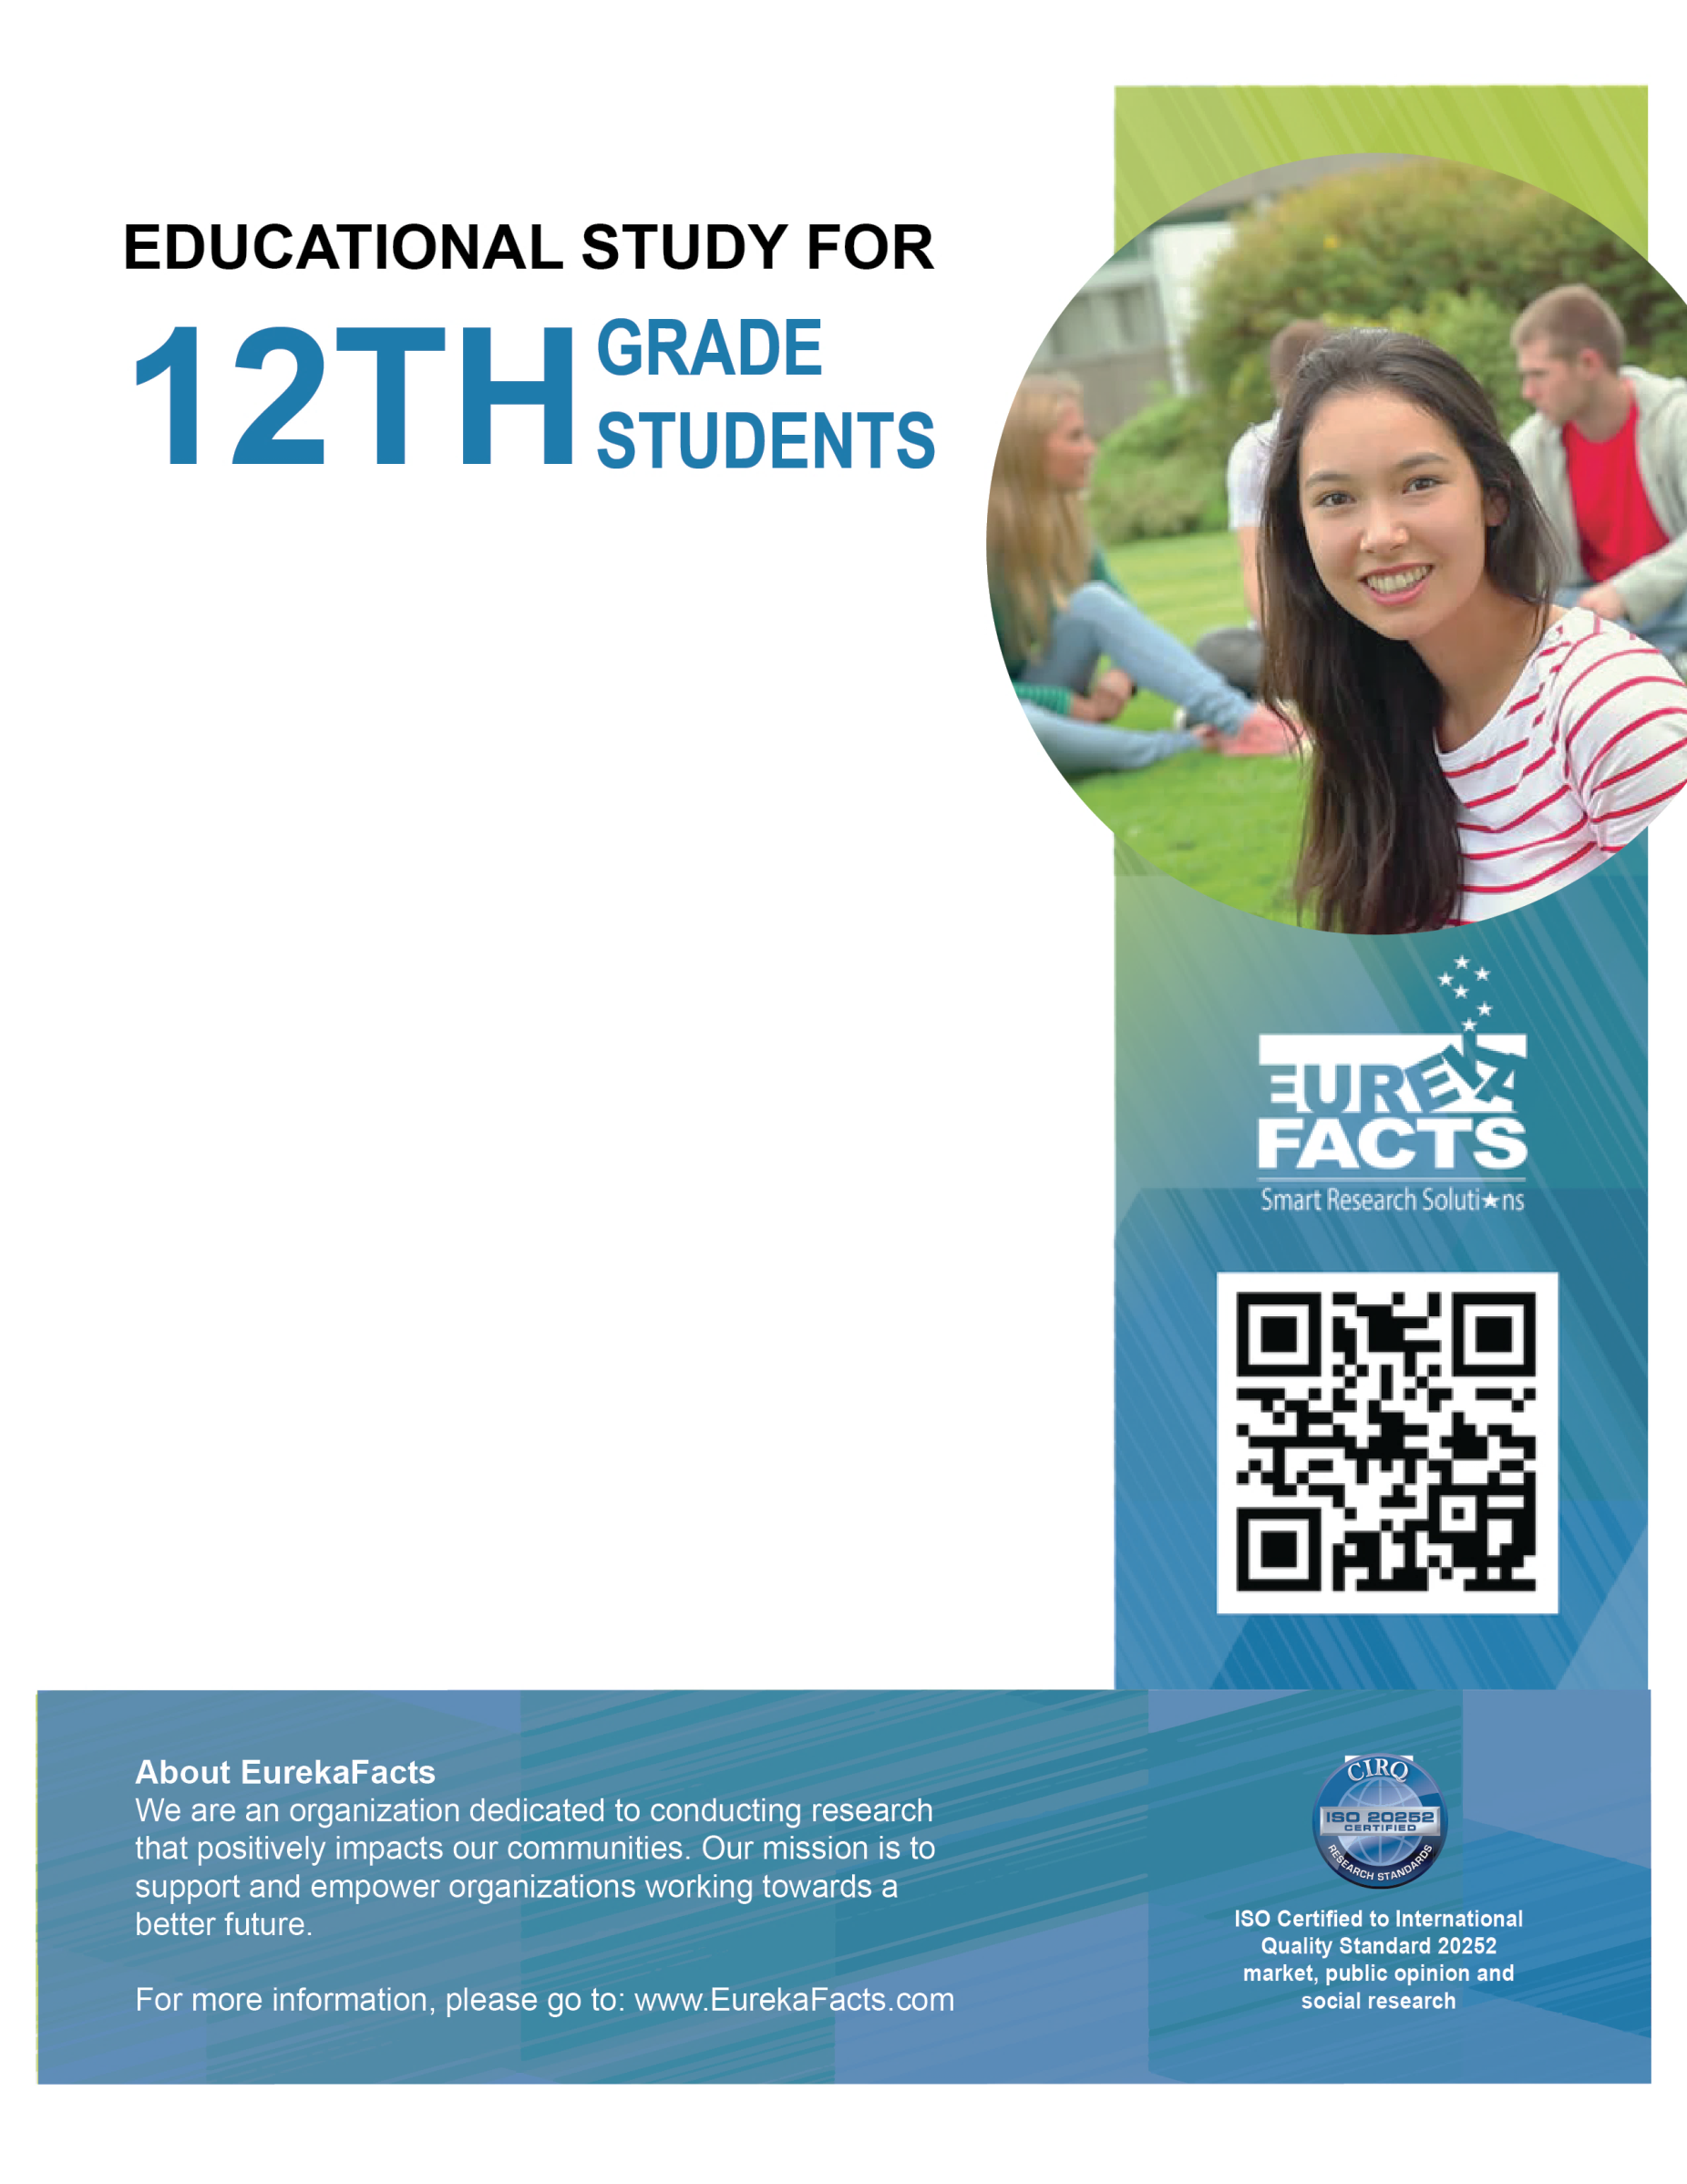 EDUCATIONAL STUDY FOR
12TH GRADE
STUDENTS
EUREKA
FACTS
Smart Research Soluti★ns
About EurekaFacts
We are an organization dedicated to conducting research
that positively impacts our communities. Our mission is to
support and empower organizations working towards a
better future.
For more information, please go to: www.EurekaFacts.com
CIRQ
ISO 20252
CERTIFIED
RESEARCH STANDARDS
ISO Certified to International
Quality Standard 20252
market, public opinion and
social research